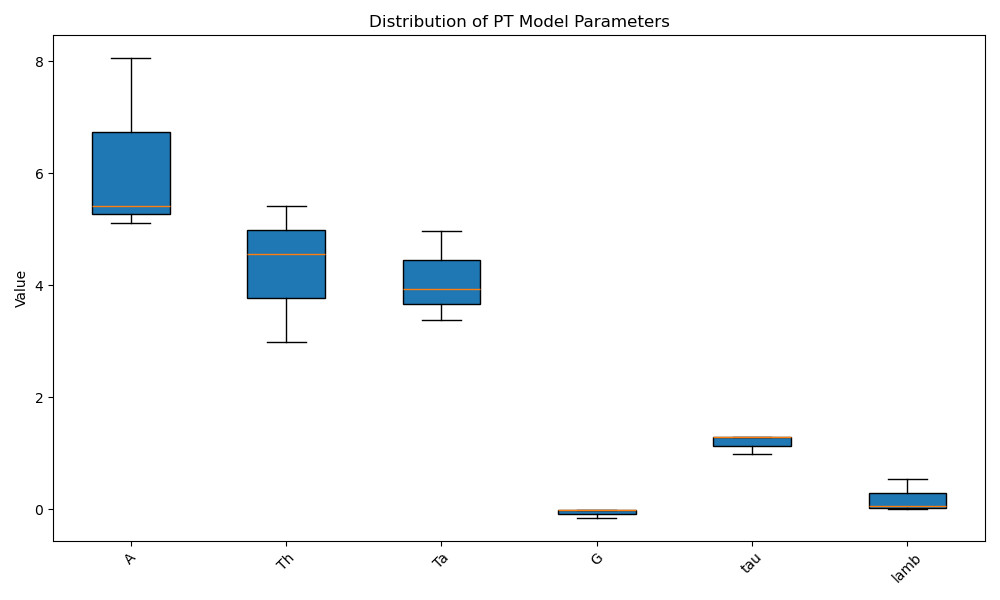 Distribution of PT Model Parameters
Value
8
6
4
2
0
A
Th
Ta
G
tau
lamb